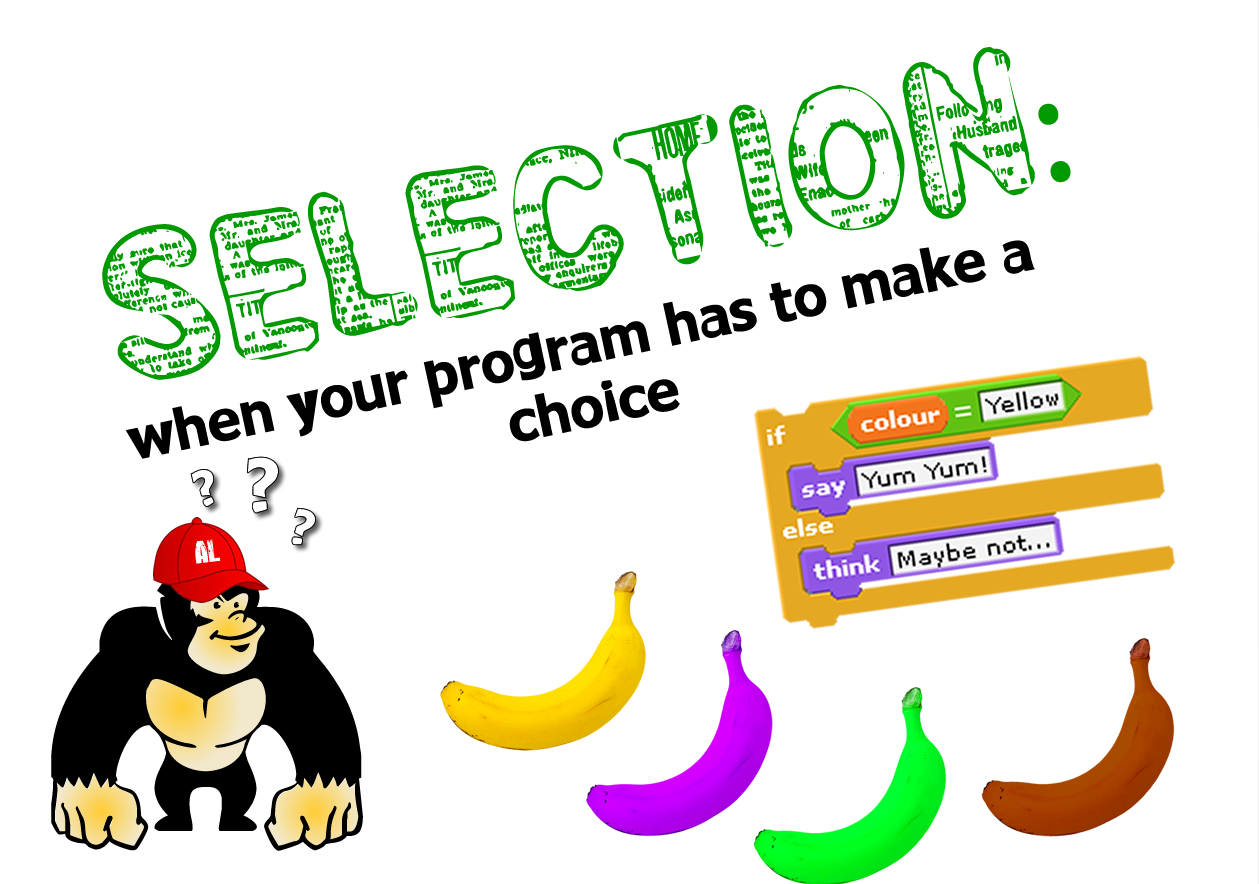 SELECTION:
when your program has to make a
choice
if colour = Yellow
say Yum Yum!
else
think Maybe not...
? ? ?
AL